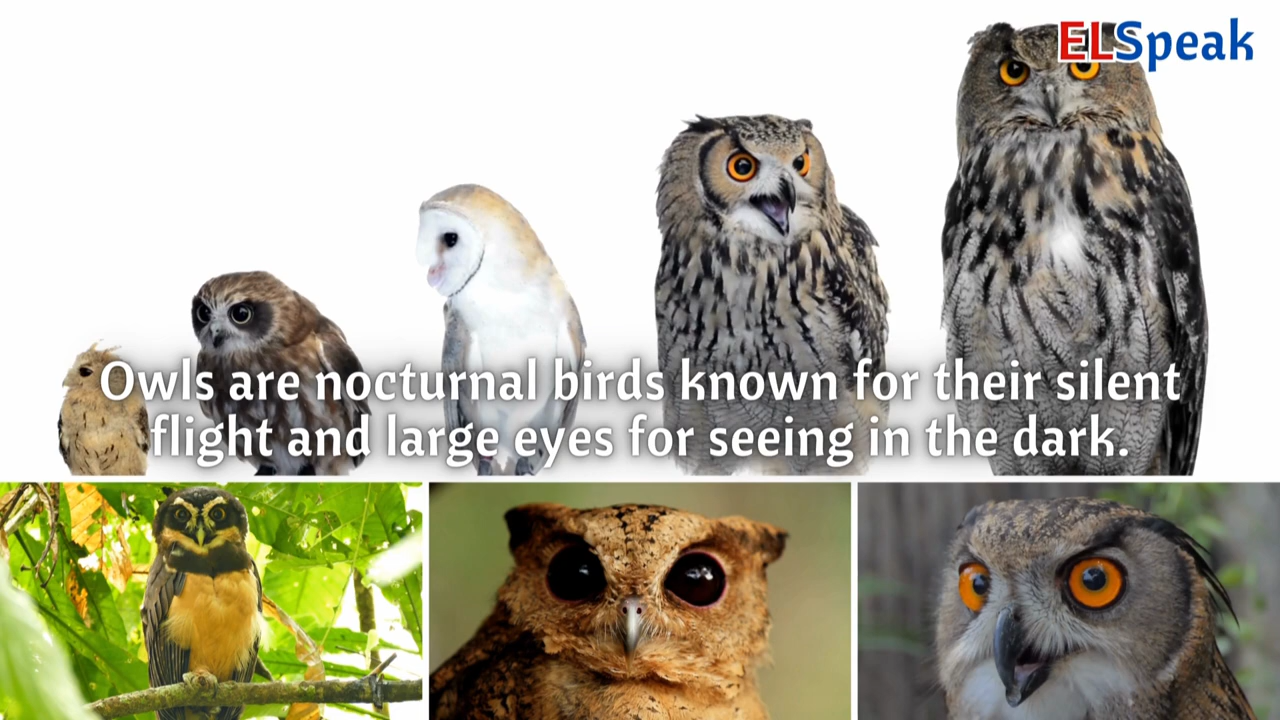 ELSpeak
Owls are nocturnal birds known for their silent
flight and large eyes for seeing in the dark.